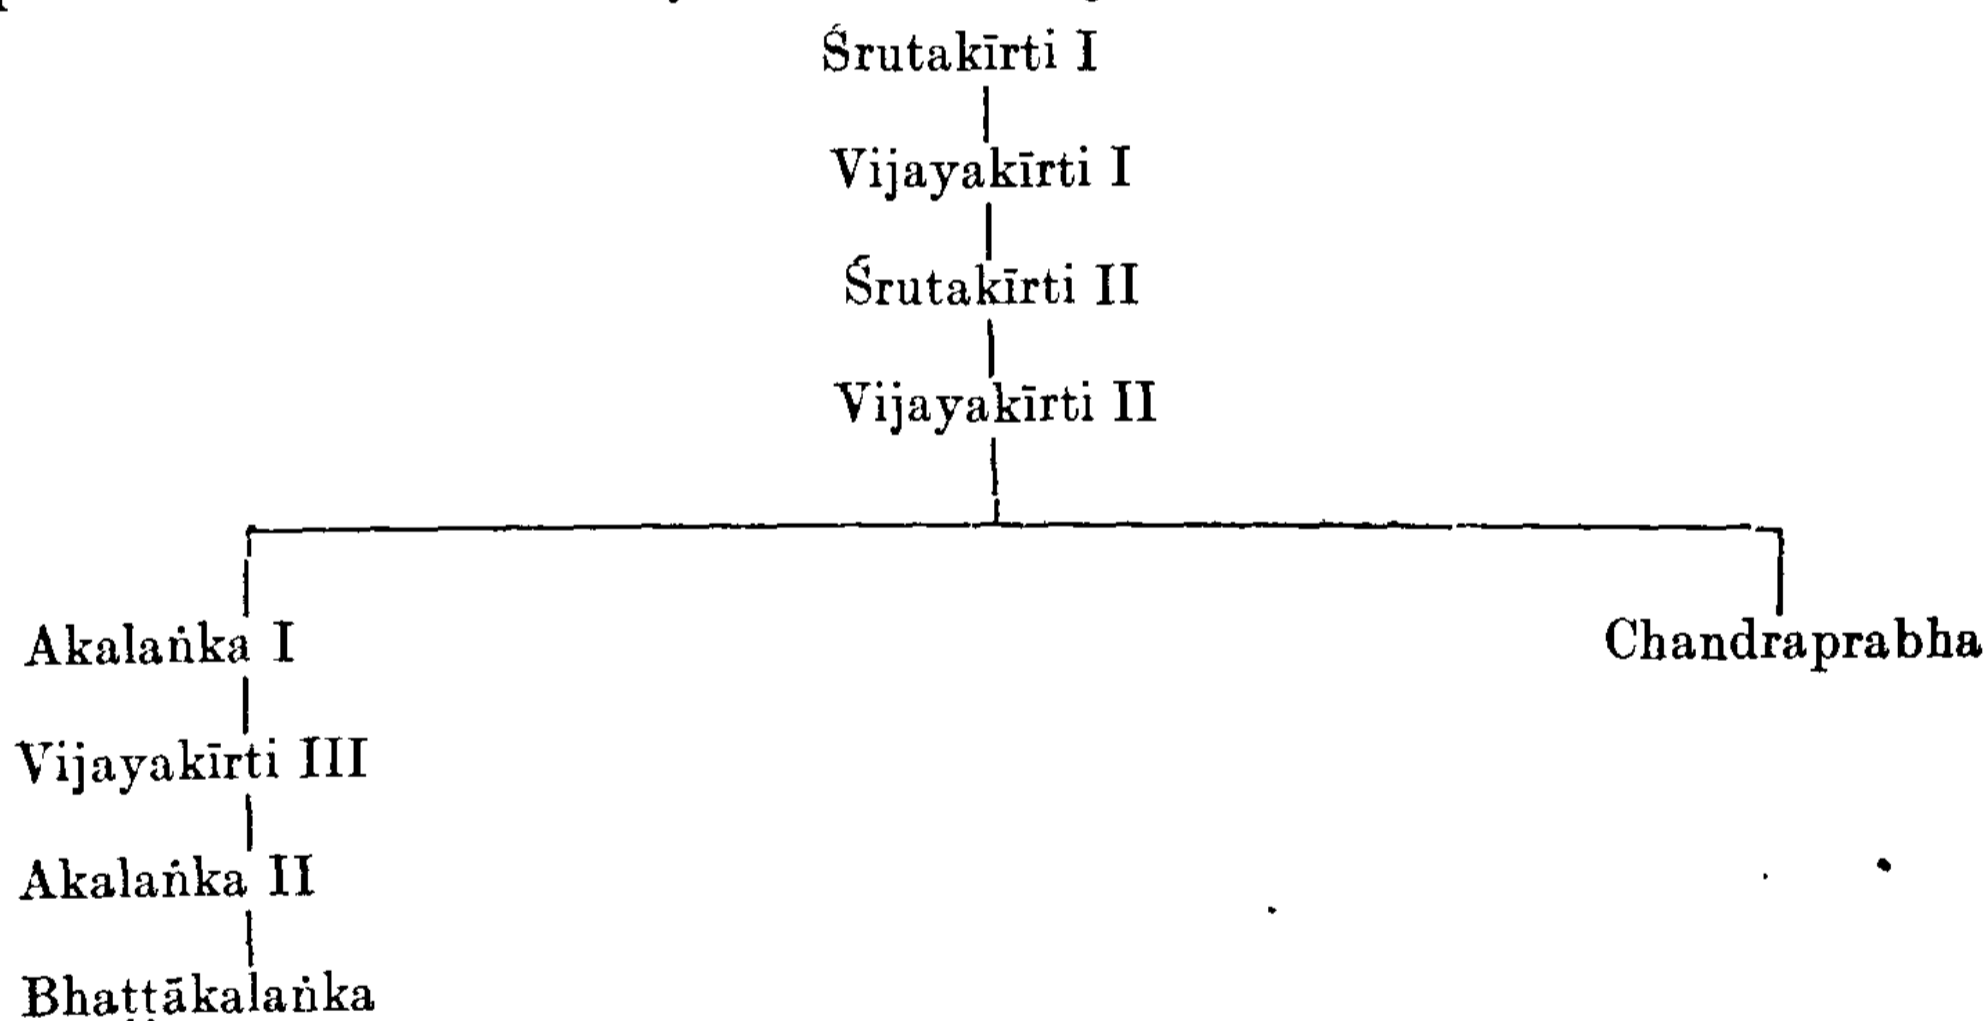 Śrutakīrti I
Vijayakīrti I
Śrutakīrti II
Vijayakīrti II
Akalaṅka I Chandraprabha
Vijayakīrti III
Akalaṅka II
Bhaṭṭākalaṅka